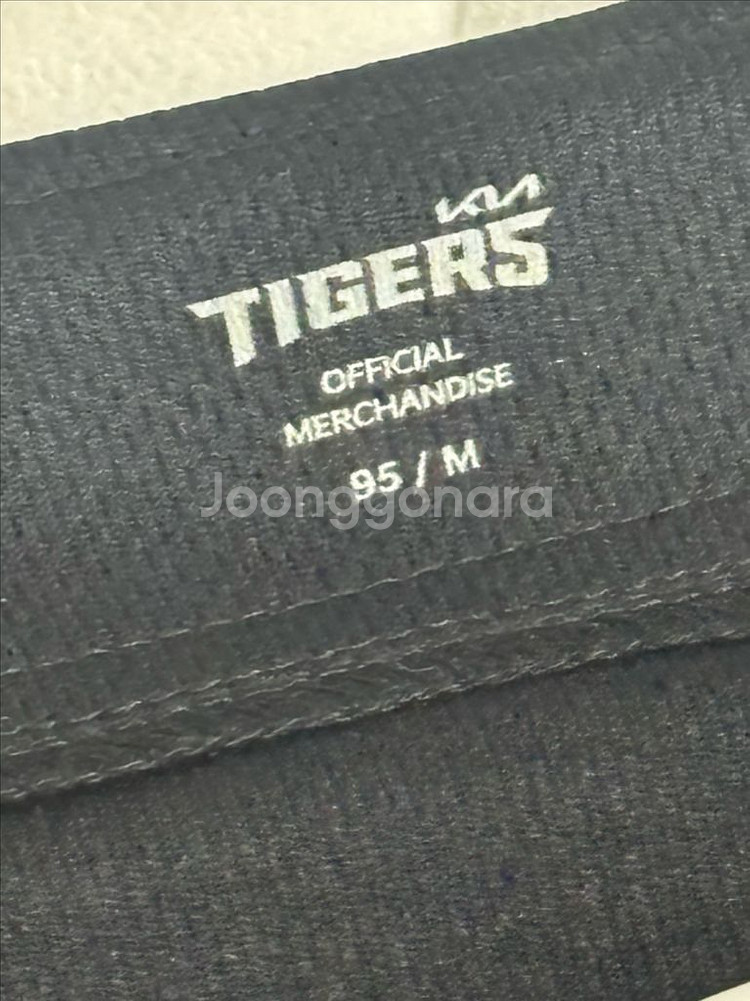 KIA
TIGERS
OFFICIAL
MERCHANDISE
95 / M
Joonggonara